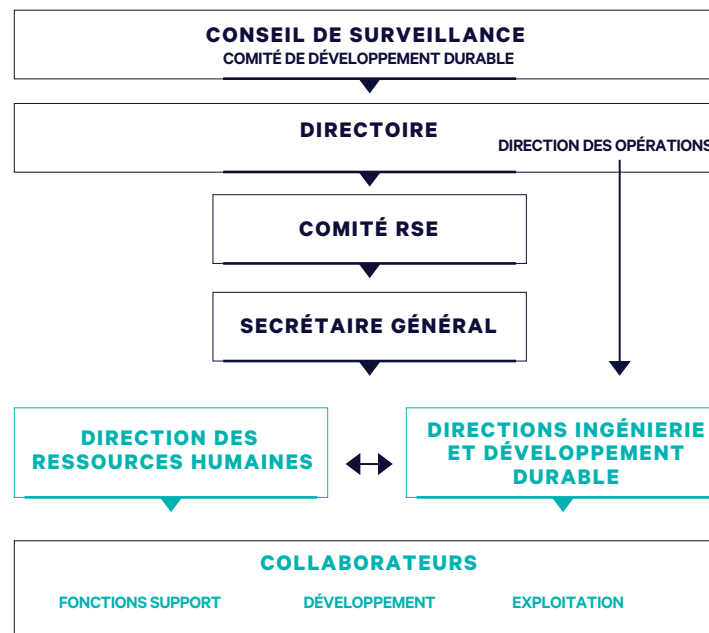 CONSEIL DE SURVEILLANCE
COMITÉ DE DÉVELOPPEMENT DURABLE
DIRECTOIRE
DIRECTION DES OPÉRATIONS
COMITÉ RSE
SECRÉTAIRE GÉNÉRAL
DIRECTION DES
RESSOURCES HUMAINES
DIRECTIONS INGÉNIERIE
ET DÉVELOPPEMENT
DURABLE
COLLABORATEURS
FONCTIONS SUPPORT
DÉVELOPPEMENT
EXPLOITATION